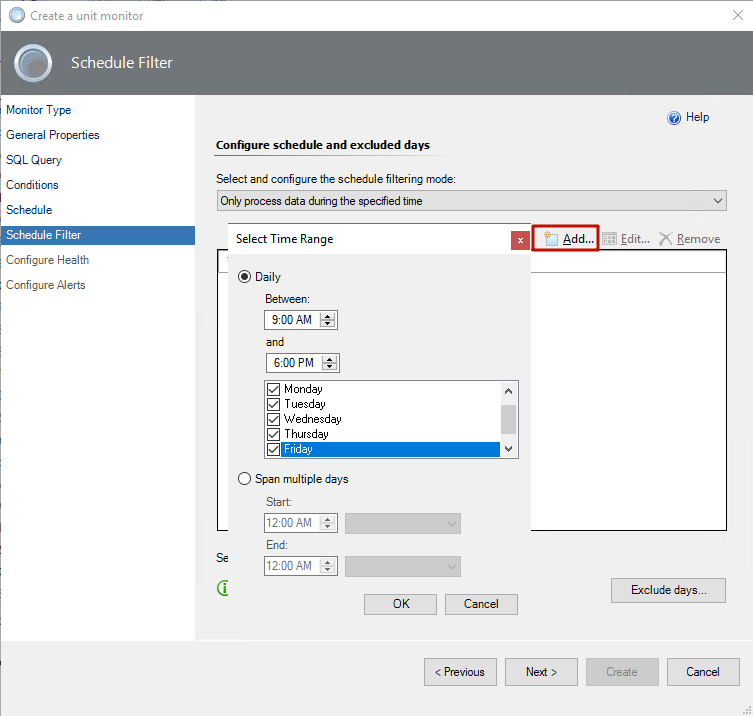 Create a unit monitor
Schedule Filter
Monitor Type
General Properties
SQL Query
Conditions
Schedule
Schedule Filter
Configure Health
Configure Alerts
Help
Configure schedule and excluded days
Select and configure the schedule filtering mode:
Only process data during the specified time
Add... Edit... Remove
Select Time Range
x
Daily
Between:
9:00 AM
and
6:00 PM
Monday
Tuesday
Wednesday
Thursday
Friday
Span multiple days
Start:
12:00 AM
End:
12:00 AM
OK Cancel
Se
Exclude days...
< Previous Next > Create Cancel